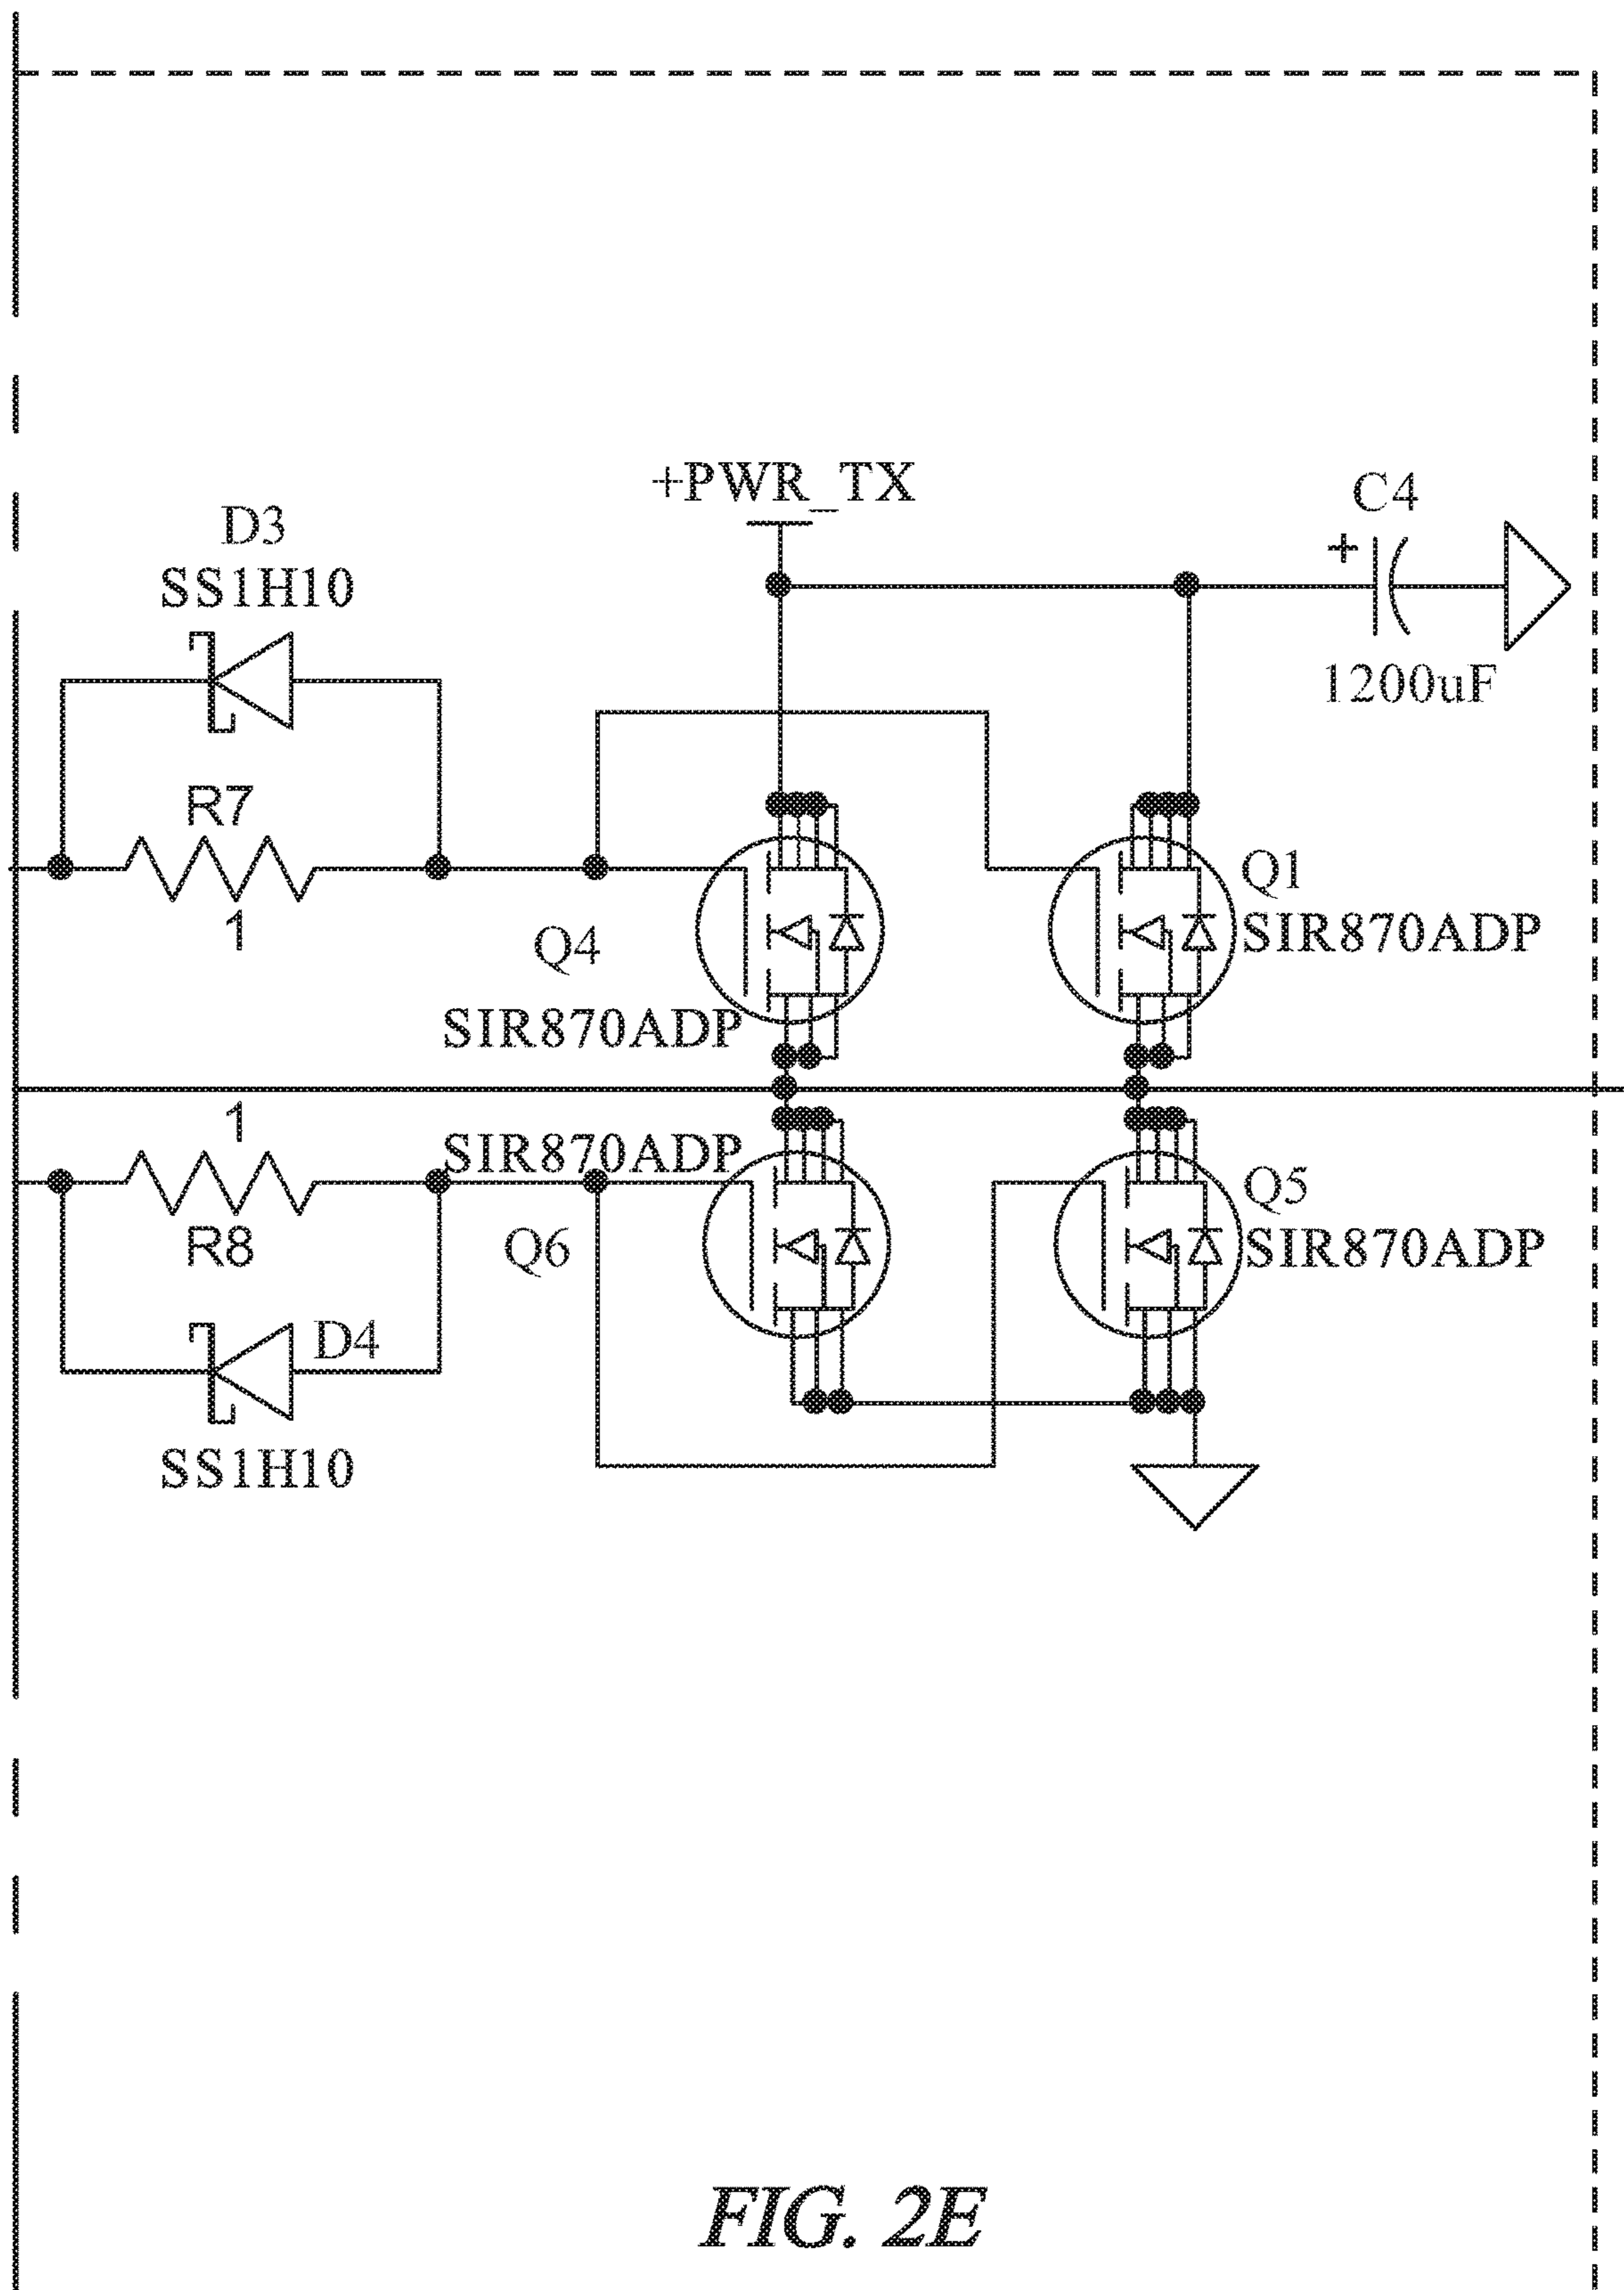 +PWR_TX
C4
+
1200uF
D3
SS1H10
R7
1
Q4
SIR870ADP
Q1
SIR870ADP
1
R8
SIR870ADP
Q6
Q5
SIR870ADP
D4
SS1H10
FIG. 2E